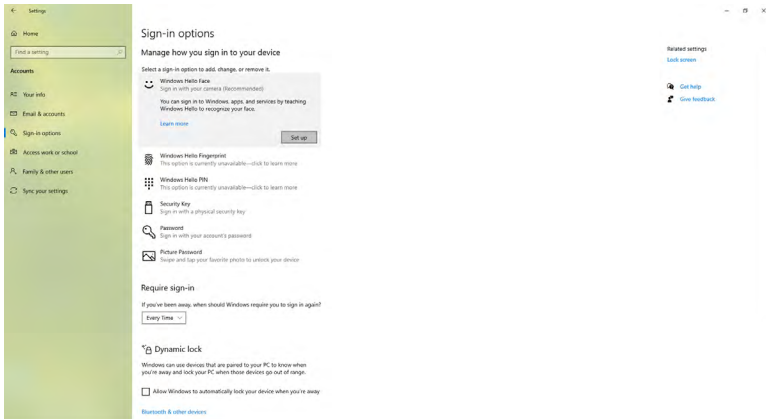 Settings
Home
Find a setting
Accounts
Your info
Email & accounts
Sign-in options
Access work or school
Family & other users
Sync your settings
Sign-in options
Manage how you sign in to your device
Select a sign-in option to add, change, or remove it.
Windows Hello Face
Sign in with your camera (Recommended)
You can sign in to Windows, apps, and services by teaching
Windows Hello to recognize your face.
Learn more
Set up
Windows Hello Fingerprint
This option is currently unavailable—click to learn more
Windows Hello PIN
This option is currently unavailable—click to learn more
Security Key
Sign in with a physical security key
Password
Sign in with your account's password
Picture Password
Swipe and tap your favorite photo to unlock your device
Require sign-in
If you've been away, when should Windows require you to sign in again?
Every Time
Dynamic lock
Windows can use devices that are paired to your PC to know when
you're away and lock your PC when those devices go out of range.
Allow Windows to automatically lock your device when you're away
Bluetooth & other devices
Related settings
Lock screen
Get help
Give feedback